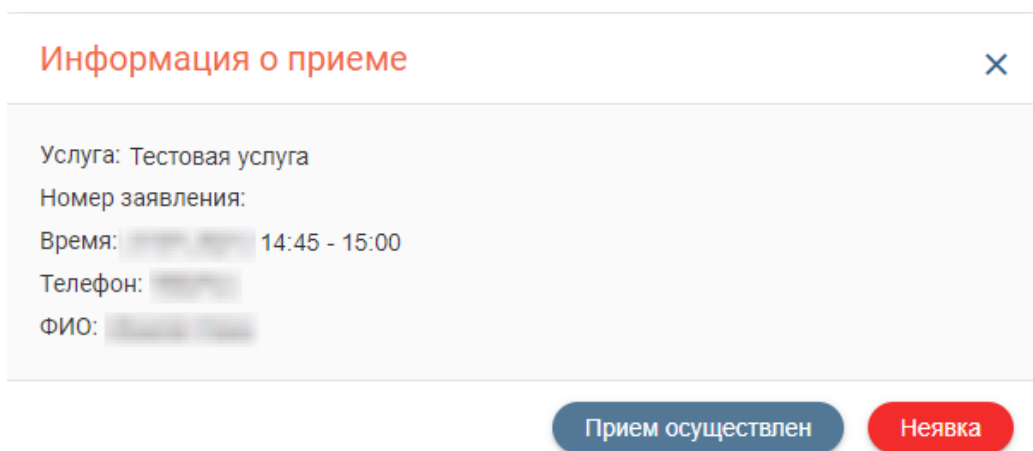 Информация о приеме
Услуга: Тестовая услуга
Номер заявления:
Время: 14:45 - 15:00
Телефон:
ФИО:
Прием осуществлен
Неявка